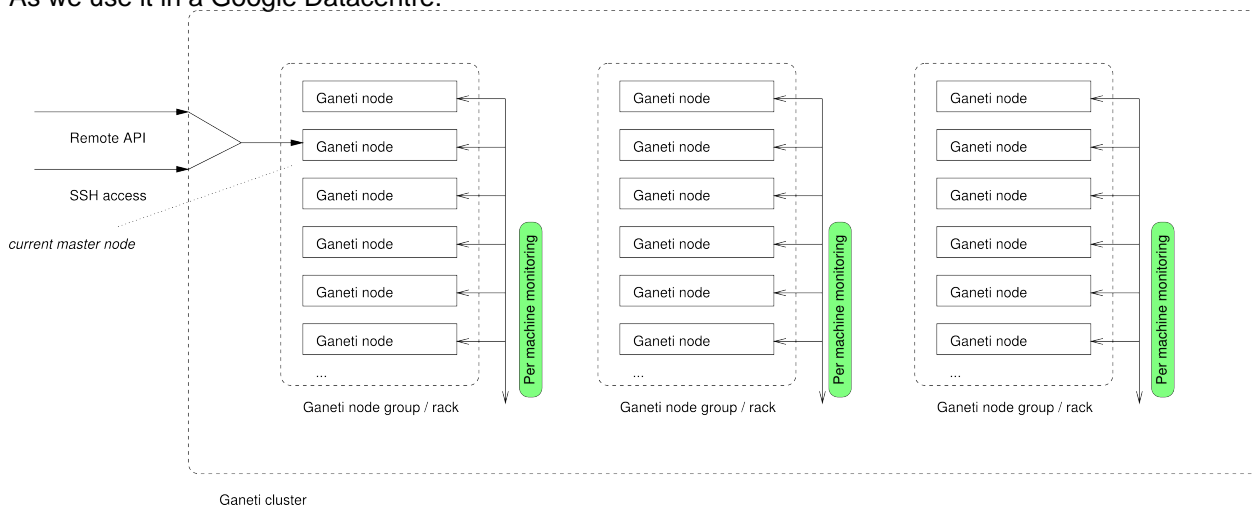 As we use it in a Google Datacentre:
Remote API
SSH access
current master node
Ganeti node
Ganeti node
Ganeti node
Ganeti node
Ganeti node
Ganeti node
...
Ganeti node group / rack
Per machine monitoring
Ganeti node
Ganeti node
Ganeti node
Ganeti node
Ganeti node
Ganeti node
...
Ganeti node group / rack
Per machine monitoring
Ganeti node
Ganeti node
Ganeti node
Ganeti node
Ganeti node
Ganeti node
...
Ganeti node group / rack
Per machine monitoring
Ganeti cluster